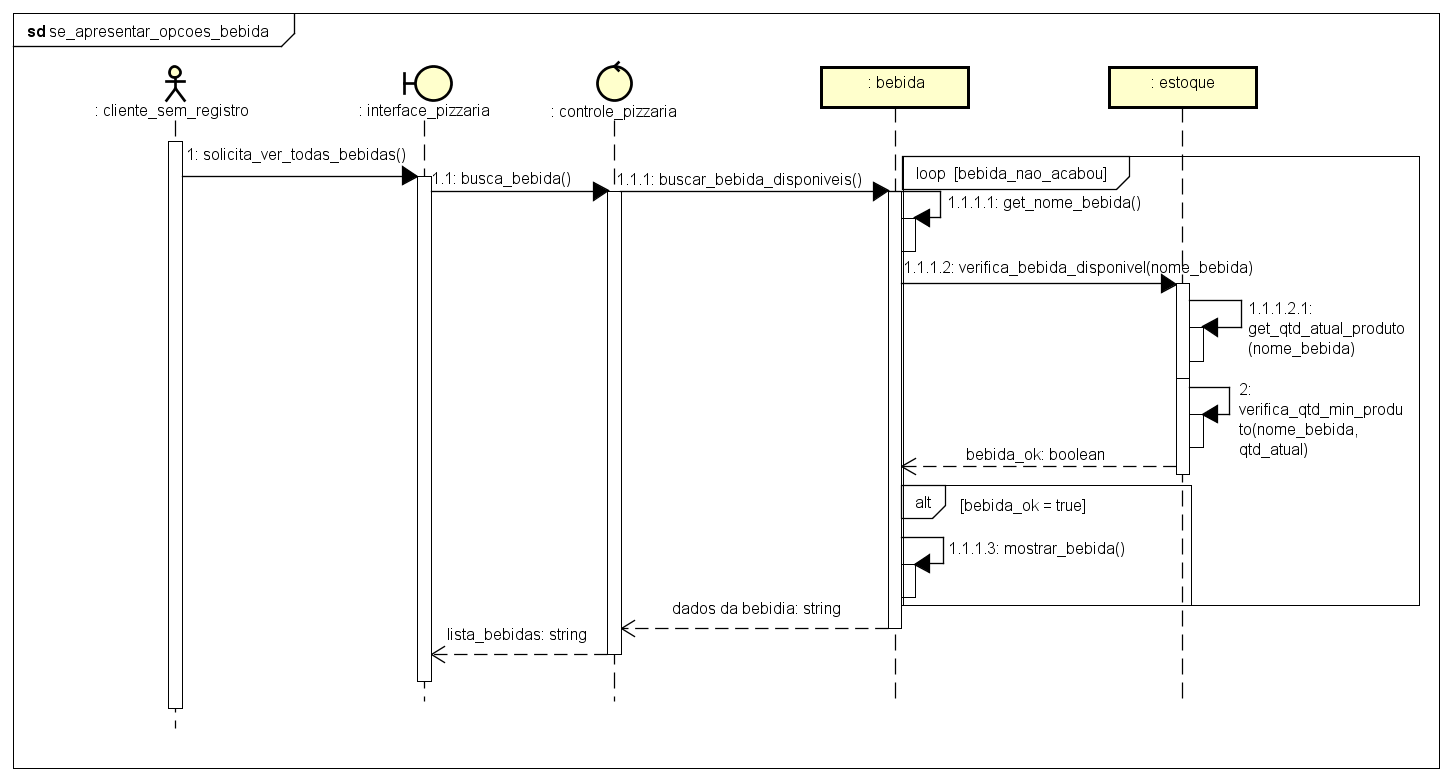 sd se_apresentar_opcoes_bebida
: cliente_sem_registro
: interface_pizzaria
: controle_pizzaria
: bebida
: estoque
1: solicita_ver_todas_bebidas()
1.1: busca_bebida()
1.1.1: buscar_bebida_disponiveis()
loop [bebida_nao_acabou]
1.1.1.1: get_nome_bebida()
1.1.1.2: verifica_bebida_disponivel(nome_bebida)
1.1.1.2.1:
get_qtd_atual_produto
(nome_bebida)
2:
verifica_qtd_min_produ
to(nome_bebida,
qtd_atual)
bebida_ok: boolean
alt [bebida_ok = true]
1.1.1.3: mostrar_bebida()
dados da bebidia: string
lista_bebidas: string